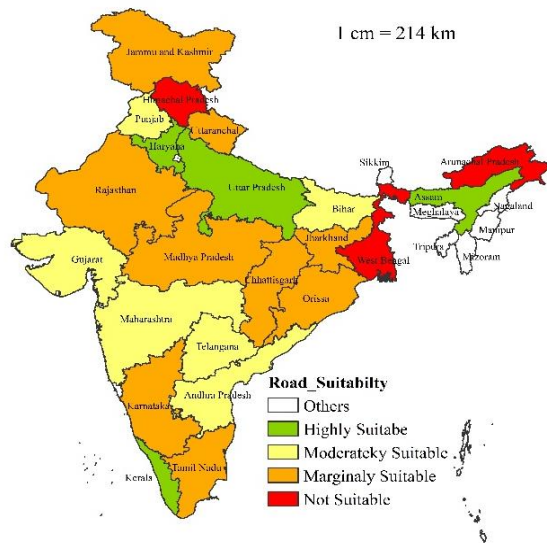 1 cm = 214 km
Jammu and Kashmir
Himachal Pradesh
Punjab
Uttaranchal
Haryana
Sikkim
Arunachal Pradesh
Rajasthan
Uttar Pradesh
Assam
Nagaland
Bihar
Meghalaya
Manipur
Jharkhand
Tripura
Mizoram
Gujarat
Madhya Pradesh
West Bengal
Chhattisgarh
Orissa
Maharashtra
Telangana
Andhra Pradesh
Karnataka
Tamil Nadu
Kerals
Road_Suitabilty
Others
Highly Suitabe
Moderateky Suitable
Marginaly Suitable
Not Suitable